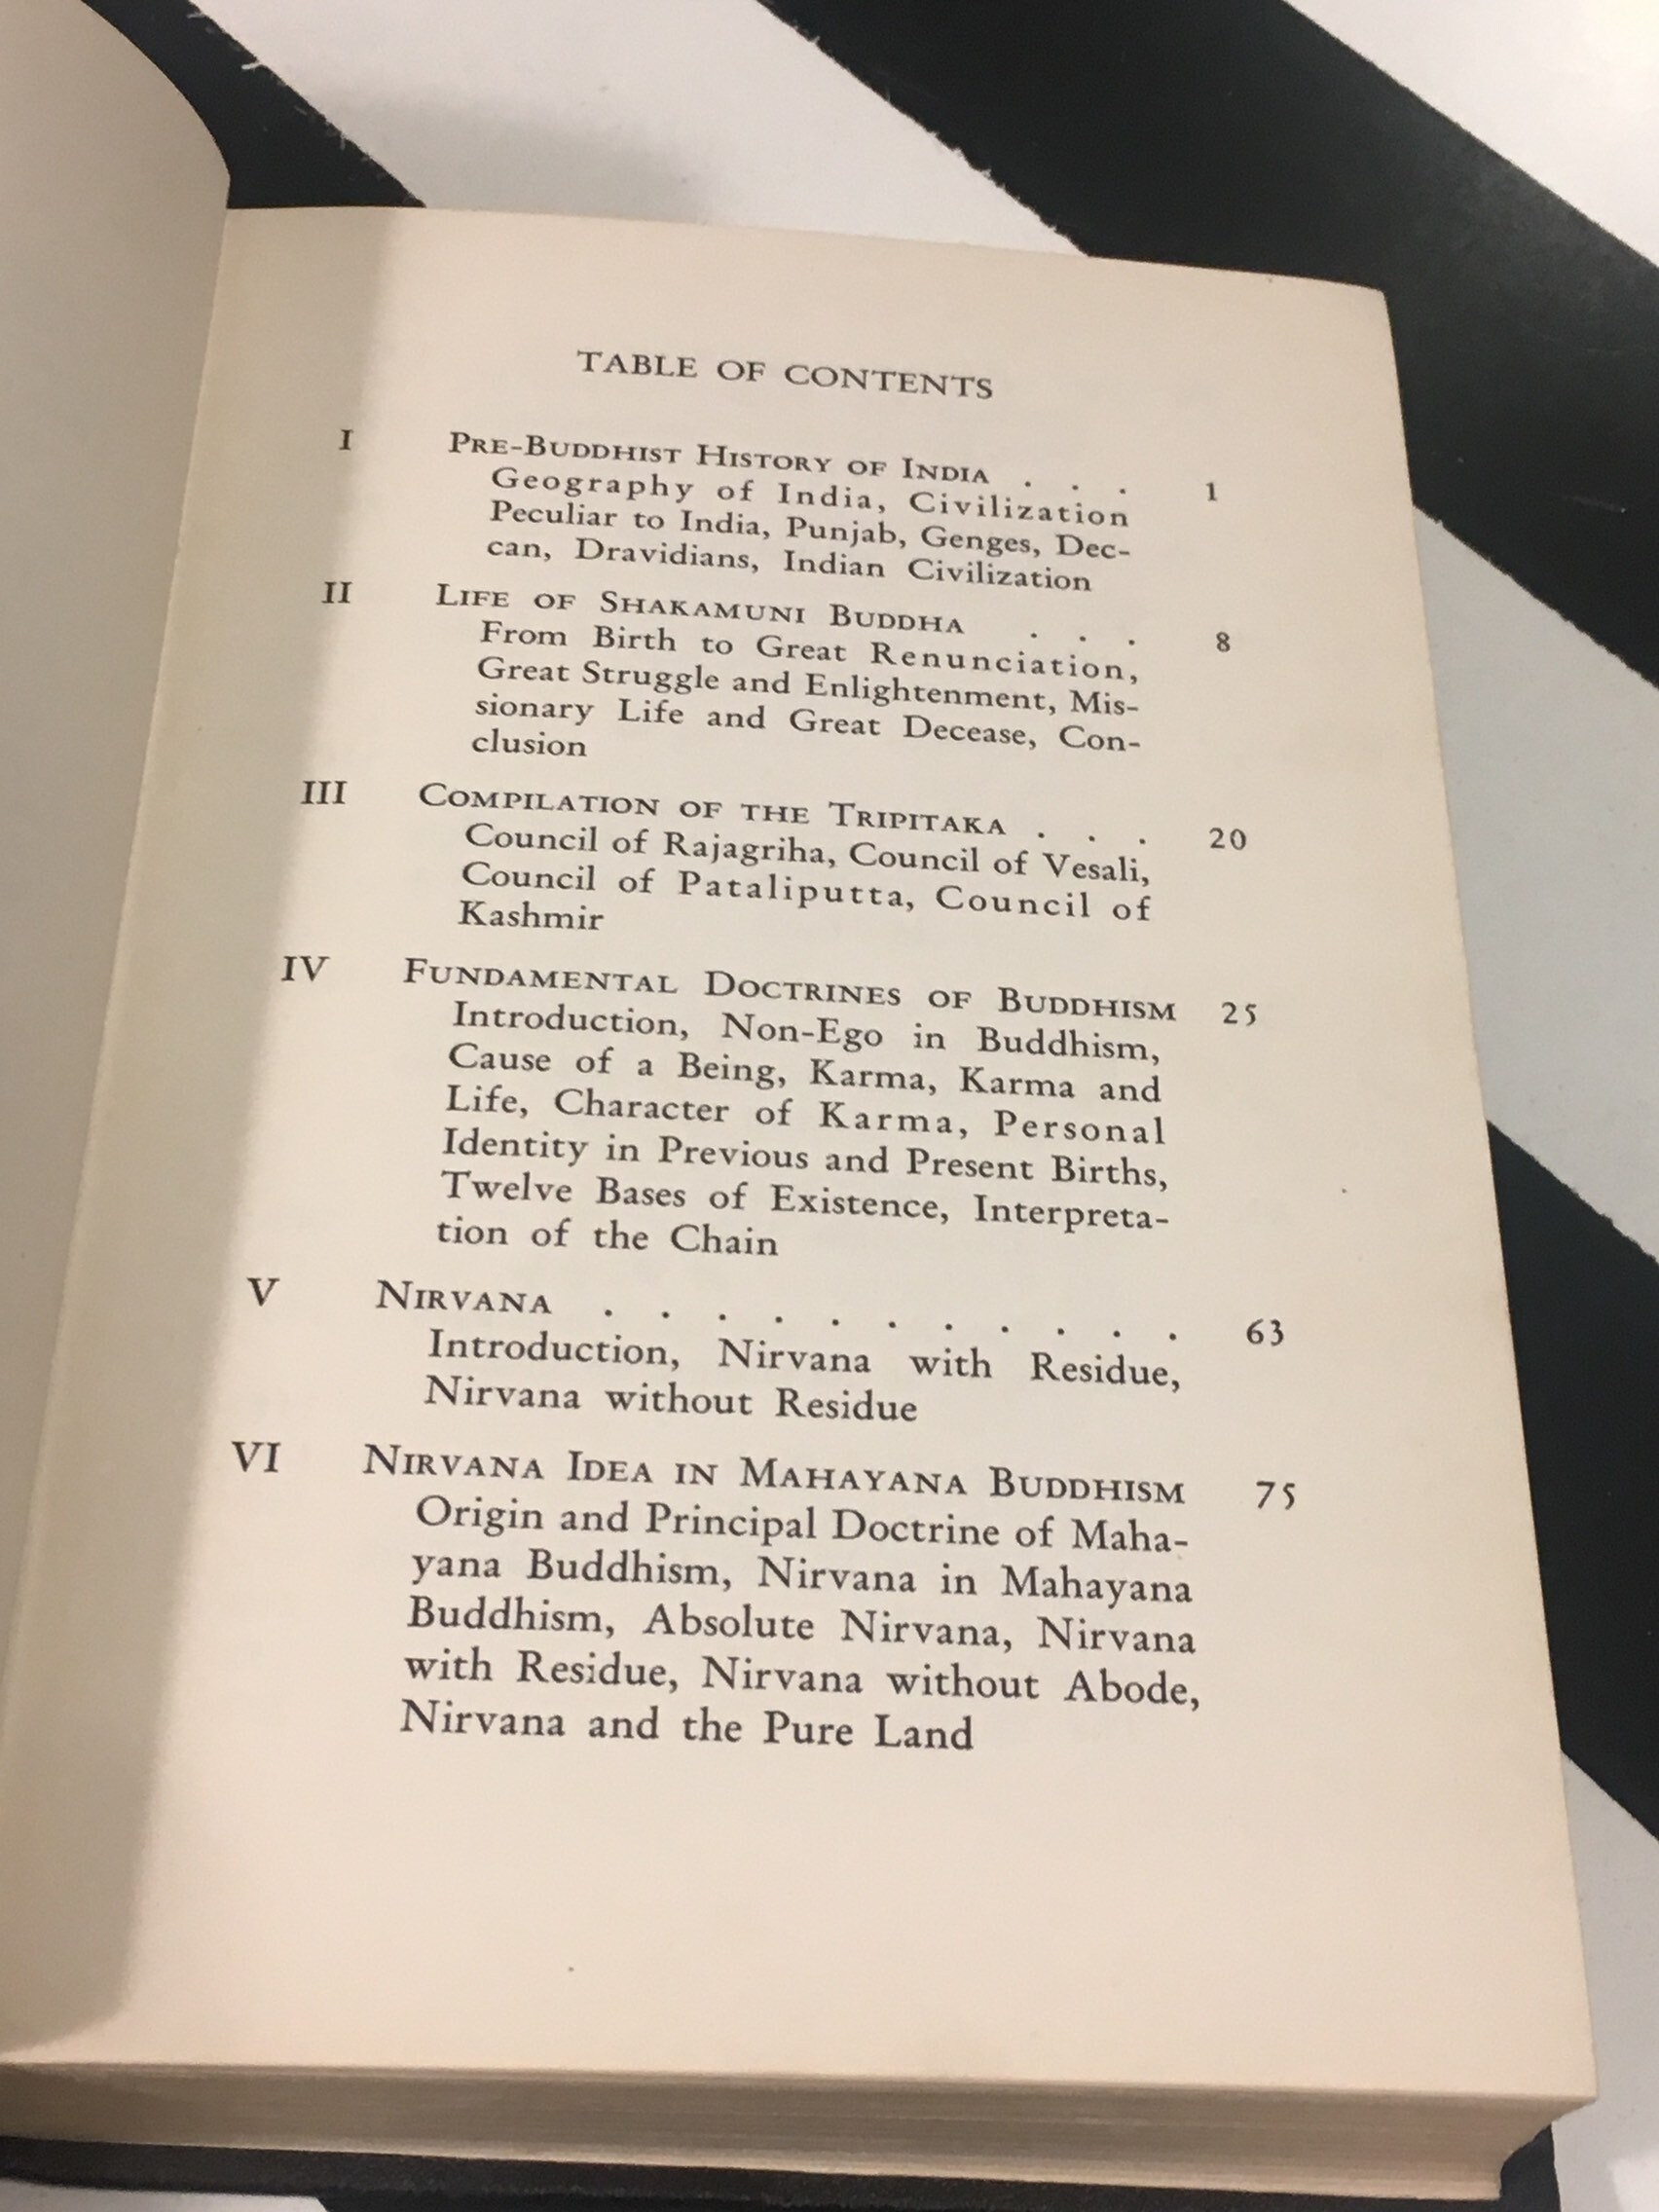 TABLE OF CONTENTS
I PRE-BUDDHIST HISTORY OF INDIA . . . 1
Geography of India, Civilization
Peculiar to India, Punjab, Genges, Dec-
can, Dravidians, Indian Civilization
II LIFE OF SHAKAMUNI BUDDHA . . . 8
From Birth to Great Renunciation,
Great Struggle and Enlightenment, Mis-
sionary Life and Great Decease, Con-
clusion
III COMPILATION OF THE TRIPITAKA . . . 20
Council of Rajagriha, Council of Vesali,
Council of Pataliputta, Council of
Kashmir
IV FUNDAMENTAL DOCTRINES OF BUDDHISM 25
Introduction, Non-Ego in Buddhism,
Cause of a Being, Karma, Karma and
Life, Character of Karma, Personal
Identity in Previous and Present Births,
Twelve Bases of Existence, Interpreta-
tion of the Chain
V NIRVANA . . . . . . . . . . . 63
Introduction, Nirvana with Residue,
Nirvana without Residue
VI NIRVANA IDEA IN MAHAYANA BUDDHISM 75
Origin and Principal Doctrine of Maha-
yana Buddhism, Nirvana in Mahayana
Buddhism, Absolute Nirvana, Nirvana
with Residue, Nirvana without Abode,
Nirvana and the Pure Land